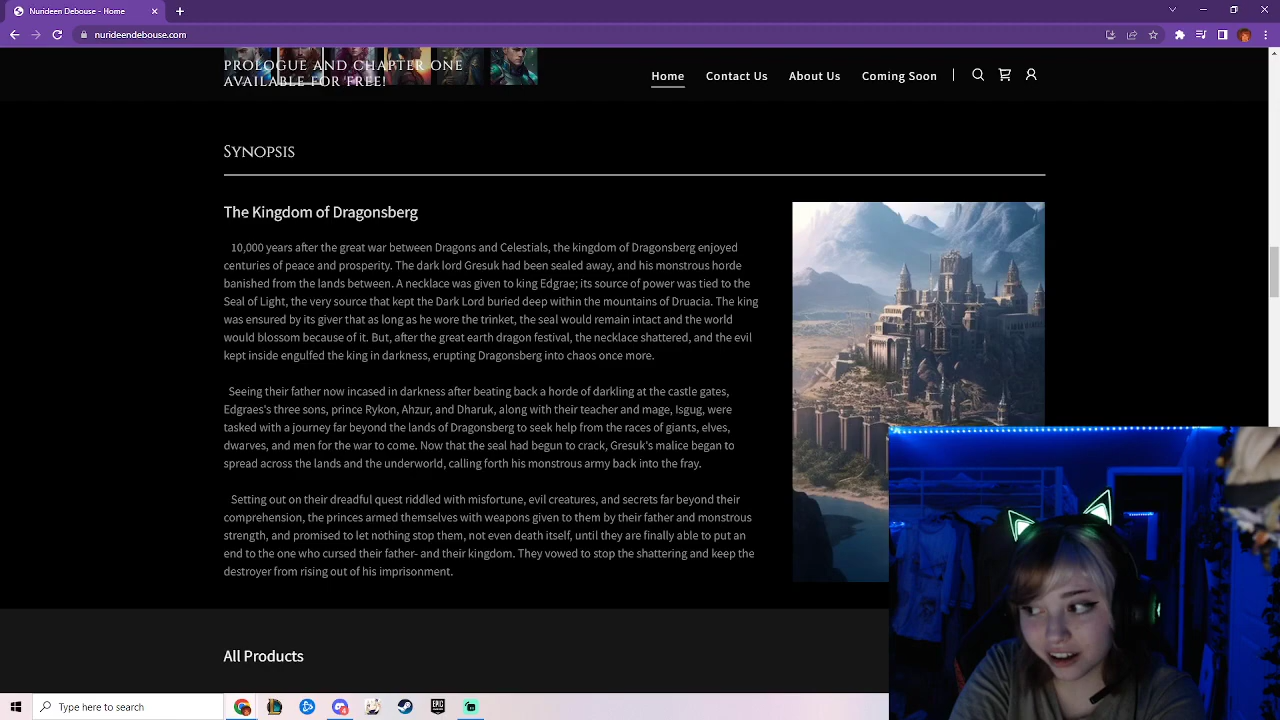 Nurideen Debouse
nurideendebouse.com
PROLOGUE AND CHAPTER ONE
AVAILABLE FOR FREE!
Home
Contact Us
About Us
Coming Soon
Synopsis
The Kingdom of Dragonsberg
10,000 years after the great war between Dragons and Celestials, the kingdom of Dragonsberg enjoyed
centuries of peace and prosperity. The dark lord Gresuk had been sealed away, and his monstrous horde
banished from the lands between. A necklace was given to king Edgrae; its source of power was tied to the
Seal of Light, the very source that kept the Dark Lord buried deep within the mountains of Druacia. The king
was ensured by its giver that as long as he wore the trinket, the seal would remain intact and the world
would blossom because of it. But, after the great earth dragon festival, the necklace shattered, and the evil
kept inside engulfed the king in darkness, erupting Dragonsberg into chaos once more.
Seeing their father now incased in darkness after beating back a horde of darkling at the castle gates,
Edgraes's three sons, prince Rykon, Ahzur, and Dharuk, along with their teacher and mage, Isgug, were
tasked with a journey far beyond the lands of Dragonsberg to seek help from the races of giants, elves,
dwarves, and men for the war to come. Now that the seal had begun to crack, Gresuk's malice began to
spread across the lands and the underworld, calling forth his monstrous army back into the fray.
Setting out on their dreadful quest riddled with misfortune, evil creatures, and secrets far beyond their
comprehension, the princes armed themselves with weapons given to them by their father and monstrous
strength, and promised to let nothing stop them, not even death itself, until they are finally able to put an
end to the one who cursed their father- and their kingdom. They vowed to stop the shattering and keep the
destroyer from rising out of his imprisonment.
All Products
Type here to search
EPIC